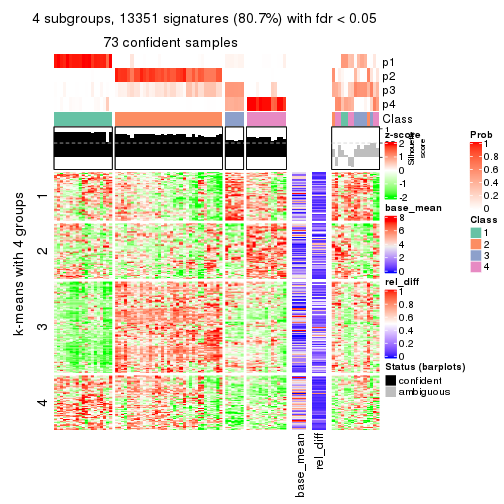 4 subgroups, 13351 signatures (80.7%) with fdr < 0.05
73 confident samples
p1
p2
p3
p4
Class
1
Silhouette
score
k-means with 4 groups
1
2
3
4
base_mean
rel_diff
z-score
2
1
0
-1
-2
base_mean
8
6
4
2
0
rel_diff
1
0.8
0.6
0.4
0.2
0
Status (barplots)
confident
ambiguous
Prob
1
0.8
0.6
0.4
0.2
0
Class
1
2
3
4